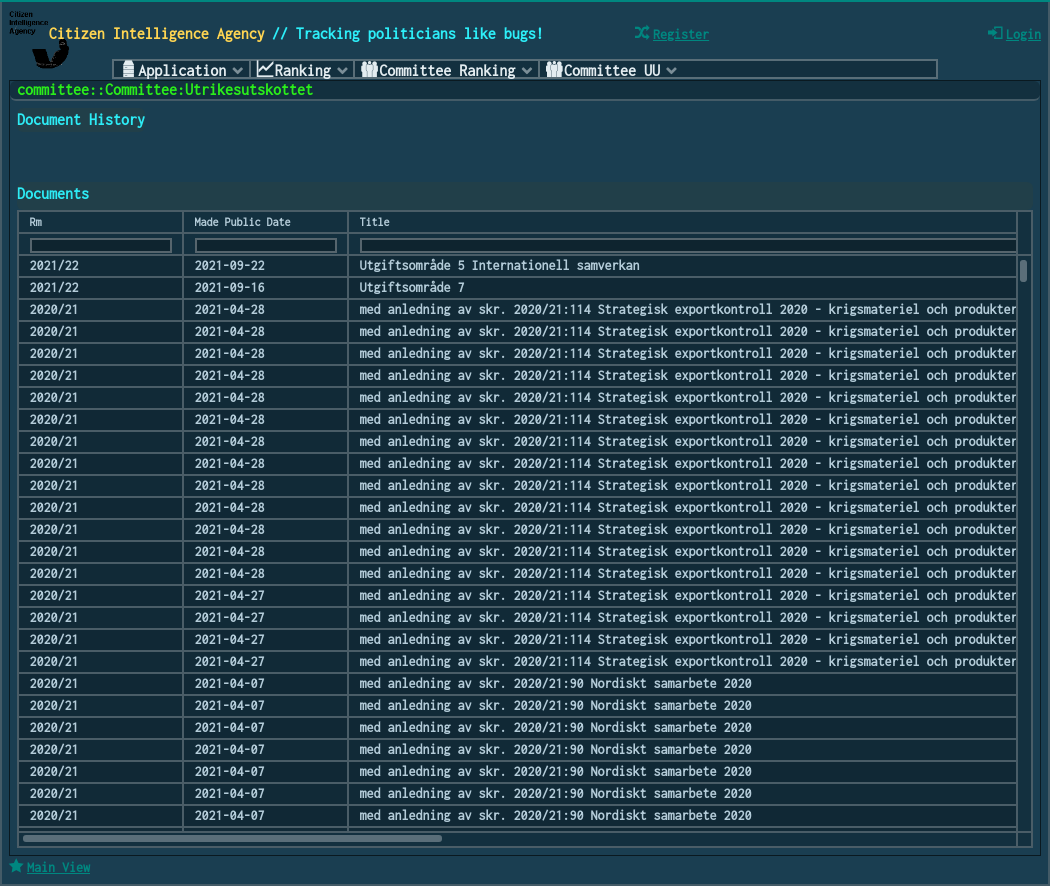 Citizen
Intelligence
Agency
Citizen Intelligence Agency // Tracking politicians like bugs!
Register
Login
Application Ranking Committee Ranking Committee UU
committee::Committee:Utrikesutskottet
Document History
Documents
Rm Made Public Date Title
2021/22 2021-09-22 Utgiftsområde 5 Internationell samverkan
2021/22 2021-09-16 Utgiftsområde 7
2020/21 2021-04-28 med anledning av skr. 2020/21:114 Strategisk exportkontroll 2020 - krigsmateriel och produkter
2020/21 2021-04-28 med anledning av skr. 2020/21:114 Strategisk exportkontroll 2020 - krigsmateriel och produkter
2020/21 2021-04-28 med anledning av skr. 2020/21:114 Strategisk exportkontroll 2020 - krigsmateriel och produkter
2020/21 2021-04-28 med anledning av skr. 2020/21:114 Strategisk exportkontroll 2020 - krigsmateriel och produkter
2020/21 2021-04-28 med anledning av skr. 2020/21:114 Strategisk exportkontroll 2020 - krigsmateriel och produkter
2020/21 2021-04-28 med anledning av skr. 2020/21:114 Strategisk exportkontroll 2020 - krigsmateriel och produkter
2020/21 2021-04-28 med anledning av skr. 2020/21:114 Strategisk exportkontroll 2020 - krigsmateriel och produkter
2020/21 2021-04-28 med anledning av skr. 2020/21:114 Strategisk exportkontroll 2020 - krigsmateriel och produkter
2020/21 2021-04-28 med anledning av skr. 2020/21:114 Strategisk exportkontroll 2020 - krigsmateriel och produkter
2020/21 2021-04-28 med anledning av skr. 2020/21:114 Strategisk exportkontroll 2020 - krigsmateriel och produkter
2020/21 2021-04-28 med anledning av skr. 2020/21:114 Strategisk exportkontroll 2020 - krigsmateriel och produkter
2020/21 2021-04-28 med anledning av skr. 2020/21:114 Strategisk exportkontroll 2020 - krigsmateriel och produkter
2020/21 2021-04-28 med anledning av skr. 2020/21:114 Strategisk exportkontroll 2020 - krigsmateriel och produkter
2020/21 2021-04-27 med anledning av skr. 2020/21:114 Strategisk exportkontroll 2020 - krigsmateriel och produkter
2020/21 2021-04-27 med anledning av skr. 2020/21:114 Strategisk exportkontroll 2020 - krigsmateriel och produkter
2020/21 2021-04-27 med anledning av skr. 2020/21:114 Strategisk exportkontroll 2020 - krigsmateriel och produkter
2020/21 2021-04-27 med anledning av skr. 2020/21:114 Strategisk exportkontroll 2020 - krigsmateriel och produkter
2020/21 2021-04-07 med anledning av skr. 2020/21:90 Nordiskt samarbete 2020
2020/21 2021-04-07 med anledning av skr. 2020/21:90 Nordiskt samarbete 2020
2020/21 2021-04-07 med anledning av skr. 2020/21:90 Nordiskt samarbete 2020
2020/21 2021-04-07 med anledning av skr. 2020/21:90 Nordiskt samarbete 2020
2020/21 2021-04-07 med anledning av skr. 2020/21:90 Nordiskt samarbete 2020
2020/21 2021-04-07 med anledning av skr. 2020/21:90 Nordiskt samarbete 2020
2020/21 2021-04-07 med anledning av skr. 2020/21:90 Nordiskt samarbete 2020
Main View